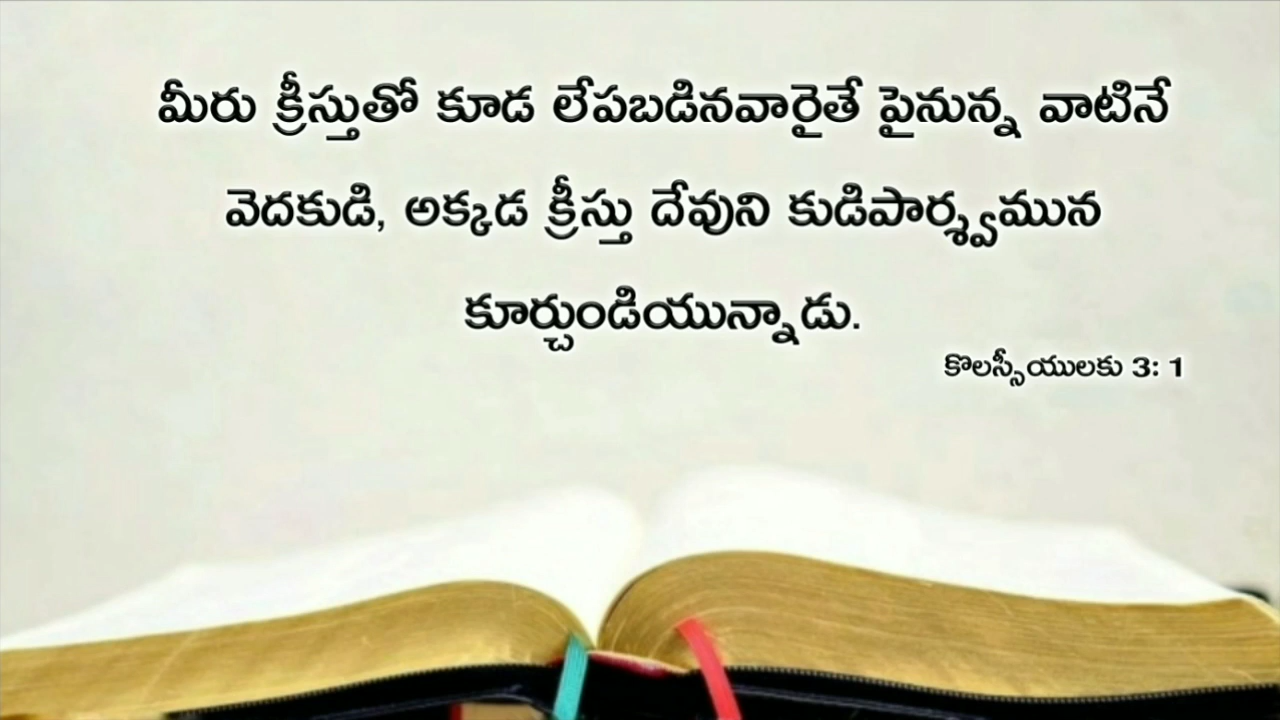 మీరు క్రీస్తుతో కూడ లేపబడినవారైతే పైనున్న వాటినే
వెదకుడి, అక్కడ క్రీస్తు దేవుని కుడిపార్శ్వమున
కూర్చుండియున్నాడు.
కొలస్సీయులకు 3: 1